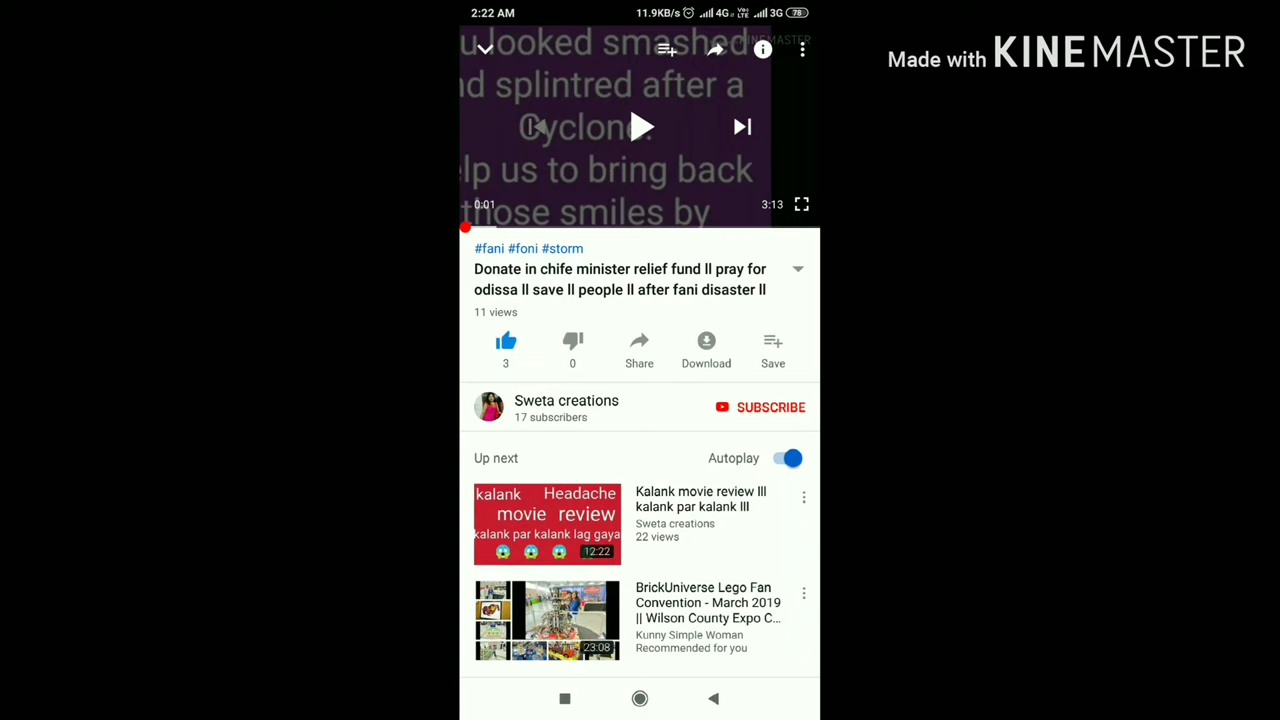 2:22 AM
11.9KB/s 4G Vo LTE 3G 78
Made with KINEMASTER
u looked smashed
nd splintred after a
Cyclone.
lp us to bring back
those smiles by
0:01
3:13
#fani #foni #storm
Donate in chife minister relief fund ll pray for
odissa ll save ll people ll after fani disaster ll
11 views
3
0
Share
Download
Save
Sweta creations
17 subscribers
SUBSCRIBE
Up next
Autoplay
kalank Headache
movie review
kalank par kalank lag gaya
12:22
Kalank movie review lll
kalank par kalank lll
Sweta creations
22 views
23:08
BrickUniverse Lego Fan
Convention - March 2019
|| Wilson County Expo C...
Kunny Simple Woman
Recommended for you